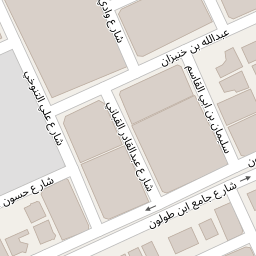 شارع وادي
عبدالله بن خنيزان
شارع علي التنوخي
سليمان بن ابي القاسم
شارع عبدالقادر القباني
شارع حسون
شارع جامع ابن طولون